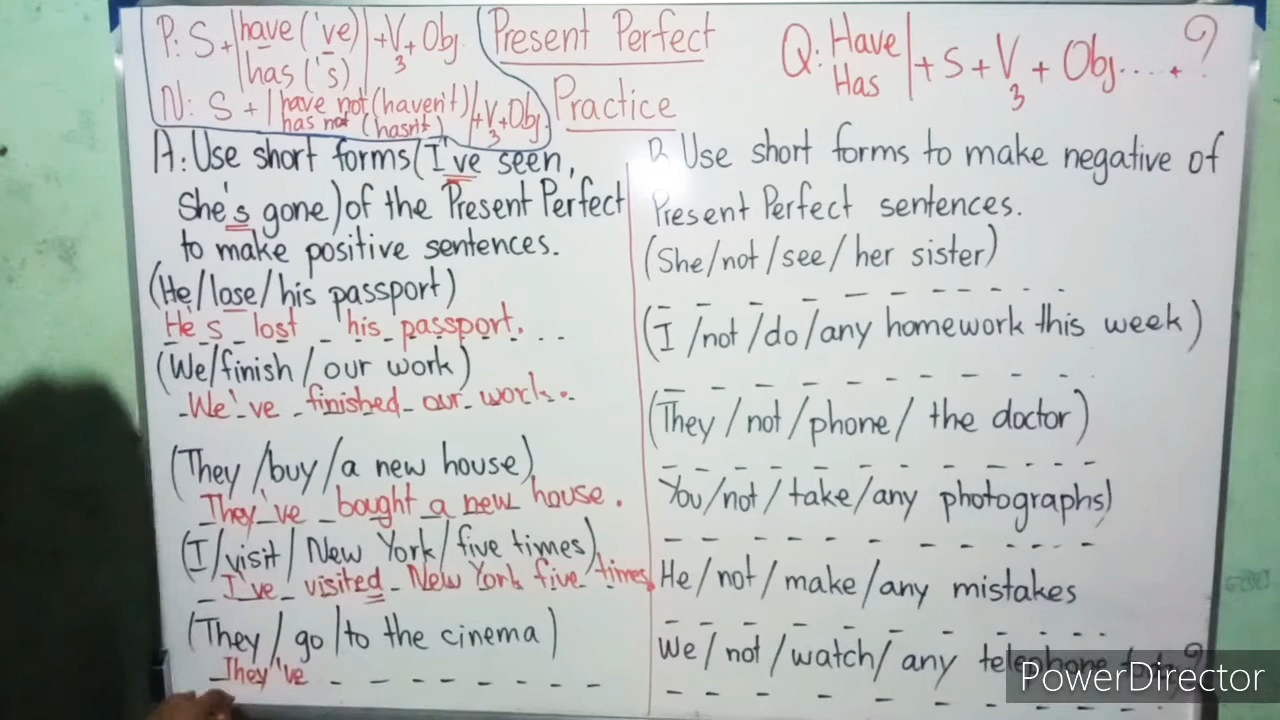 P: S+ have ('ve) +V3+ Obj.
has ('s)
N: S + have not (haven't) +V3+Obj.
has not (hasn't)
Present Perfect
Practice
Q: Have + S + V3 + Obj....?
Has
A: Use short forms (I've seen,
She's gone) of the Present Perfect
to make positive sentences.
(He/lose/his passport)
He's lost his passport.
(We/finish/our work)
We've finished our work.
(They/buy/a new house)
They've bought a new house.
(I/visit/New York/five times)
I've visited New York five times.
(They/go/to the cinema)
They've
Use short forms to make negative of
Present Perfect sentences.
(She/not/see/her sister)
(I/not/do/any homework this week)
(They/not/phone/the doctor)
You/not/take/any photographs)
He/not/make/any mistakes
We/not/watch/any telephone
PowerDirector